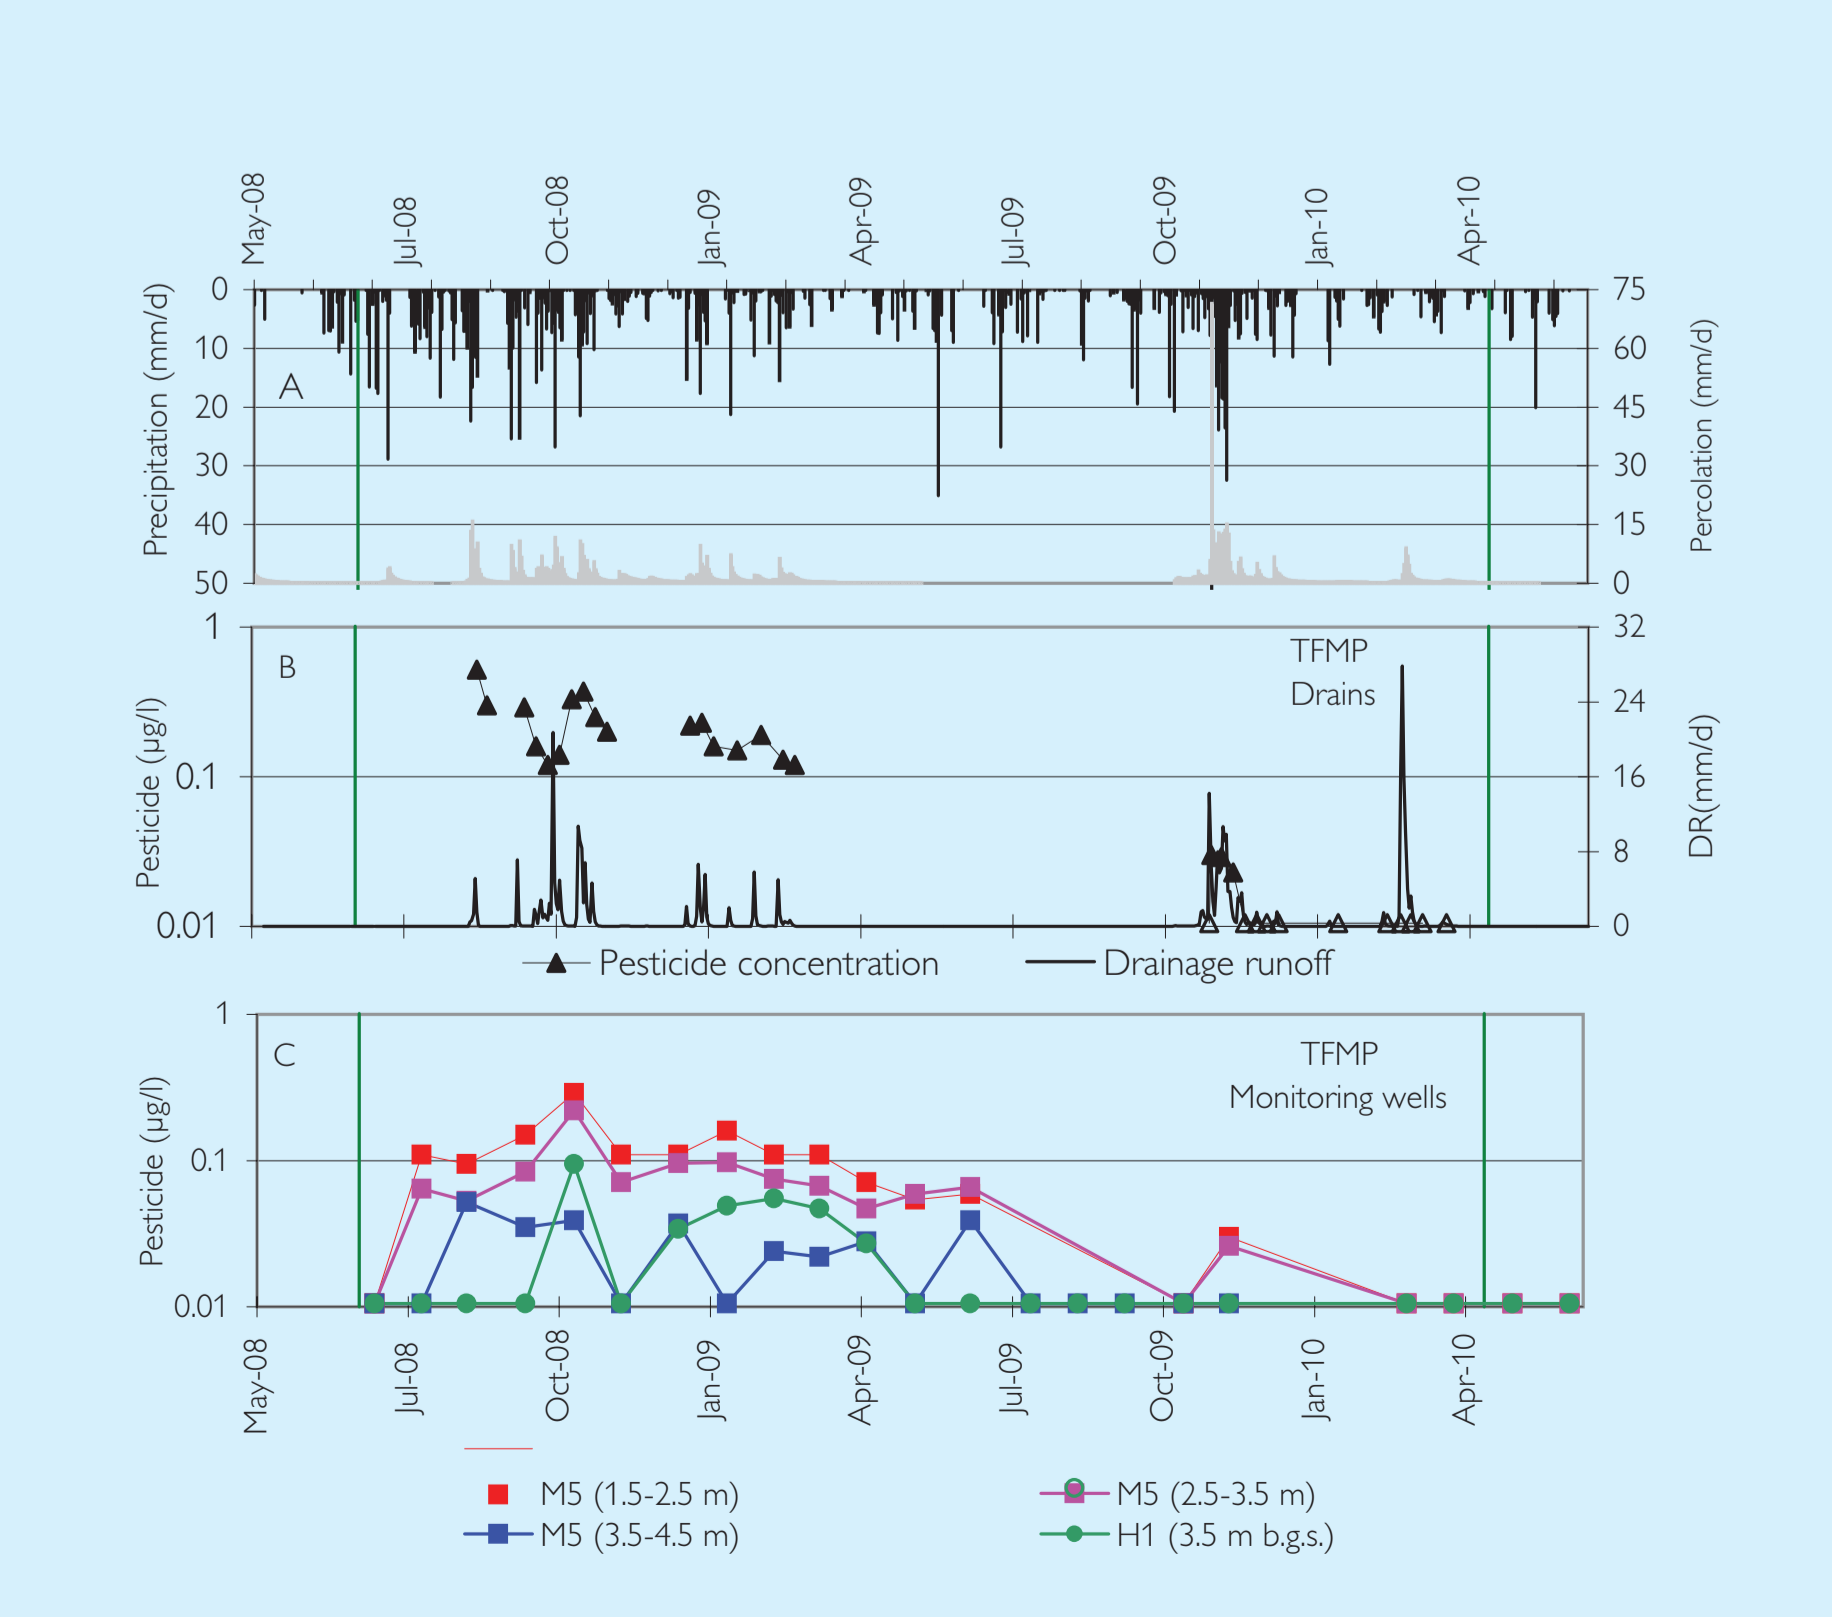 May-08 Jul-08 Oct-08 Jan-09 Apr-09 Jul-09 Oct-09 Jan-10 Apr-10
Precipitation (mm/d)
0
10
20
30
40
50
A
75
60
45
30
15
0
Percolation (mm/d)
Pesticide (µg/l)
1
0.1
0.01
B
TFMP
Drains
32
24
16
8
0
DR(mm/d)
Pesticide concentration Drainage runoff
Pesticide (µg/l)
1
0.1
0.01
C
TFMP
Monitoring wells
May-08 Jul-08 Oct-08 Jan-09 Apr-09 Jul-09 Oct-09 Jan-10 Apr-10
M5 (1.5-2.5 m) M5 (2.5-3.5 m)
M5 (3.5-4.5 m) H1 (3.5 m b.g.s.)